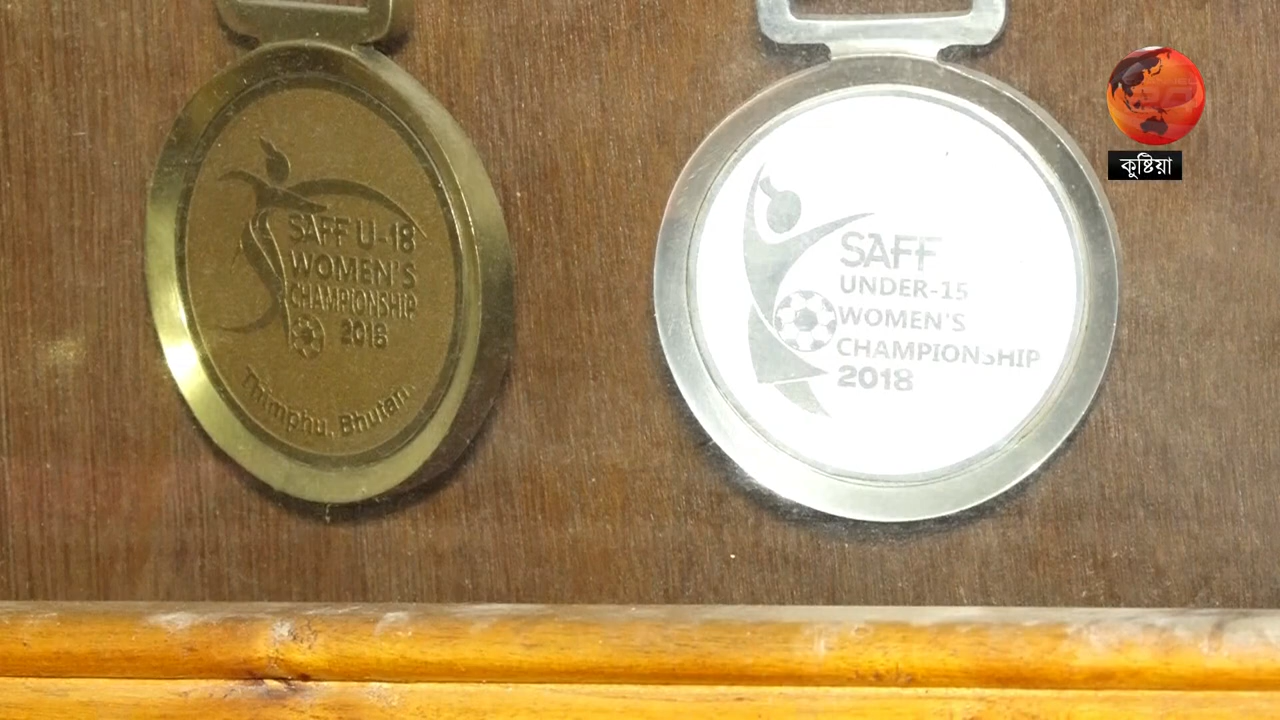 SAFF U-18
WOMEN'S
CHAMPIONSHIP
2018
Thimphu, Bhutan.
SAFF
UNDER-15
WOMEN'S
CHAMPIONSHIP
2018
কুষ্টিয়া